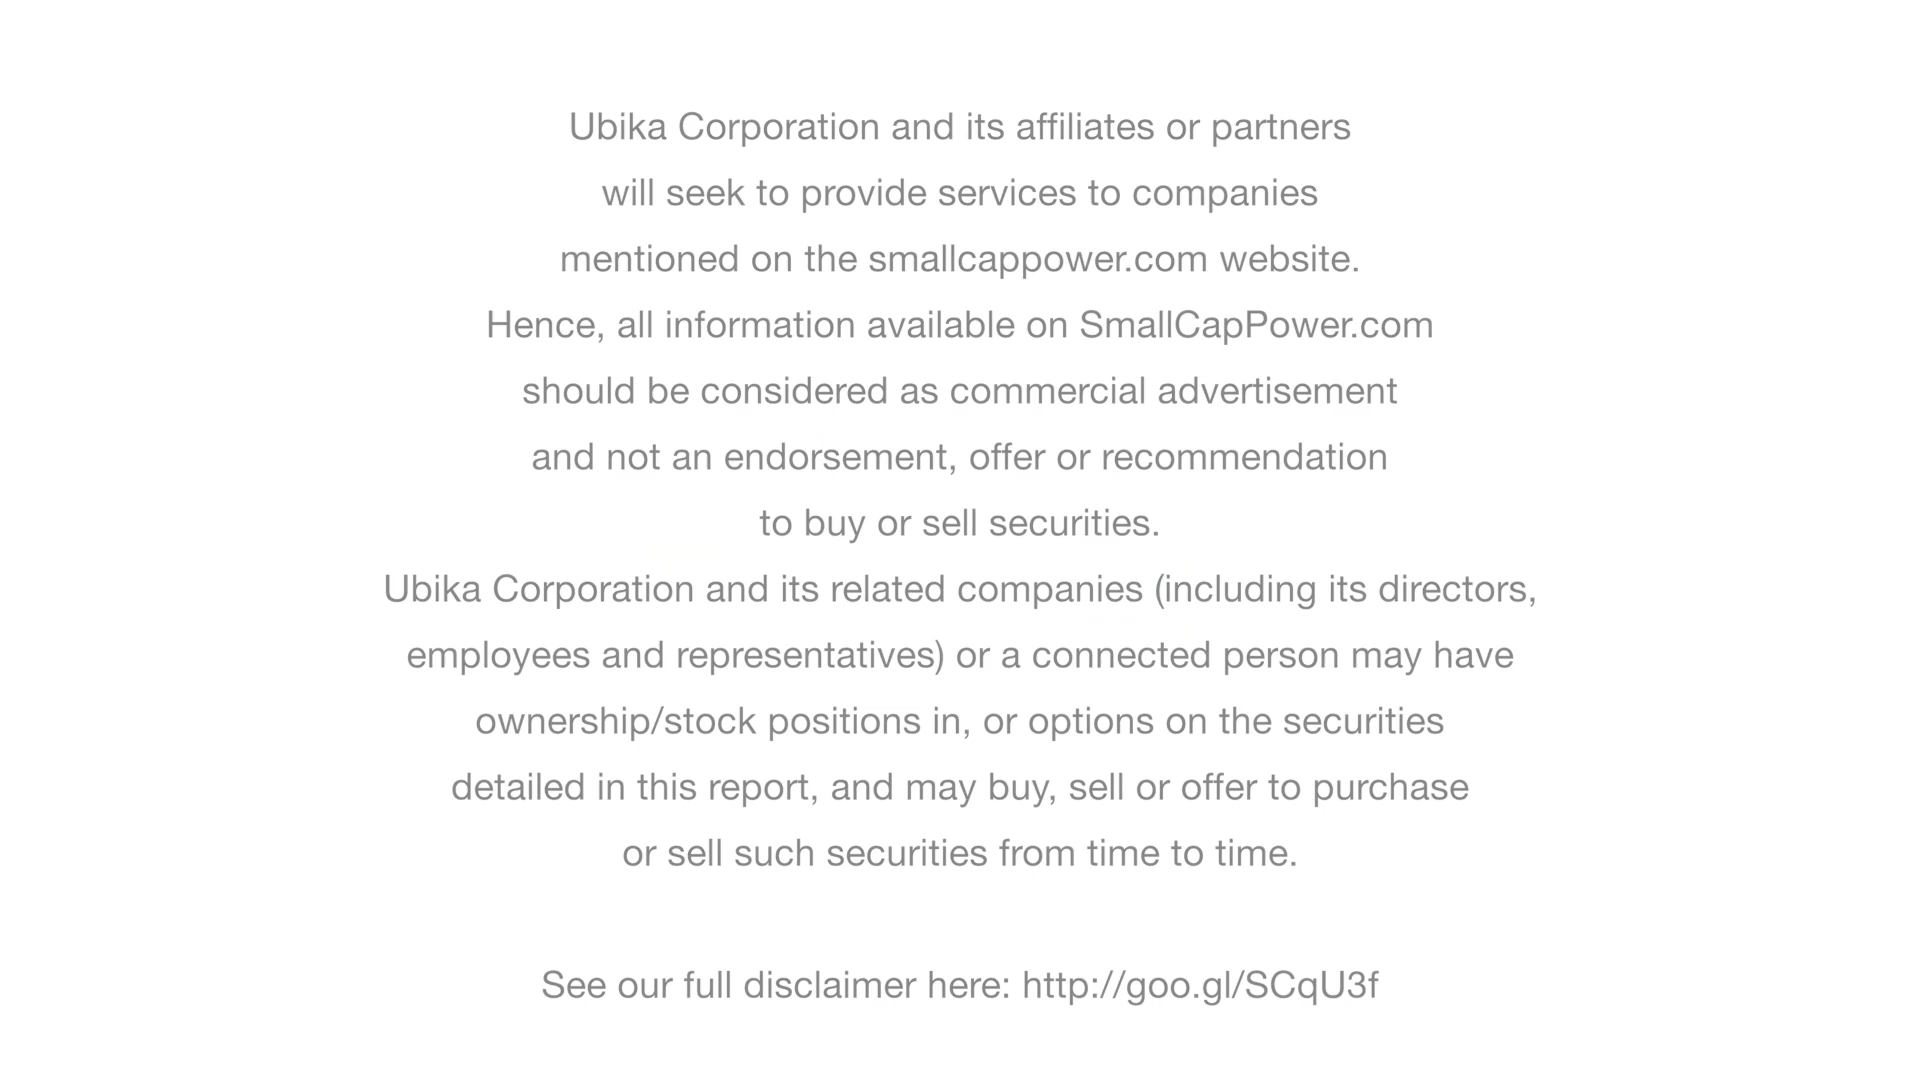 Ubika Corporation and its affiliates or partners
will seek to provide services to companies
mentioned on the smallcappower.com website.
Hence, all information available on SmallCapPower.com
should be considered as commercial advertisement
and not an endorsement, offer or recommendation
to buy or sell securities.
Ubika Corporation and its related companies (including its directors,
employees and representatives) or a connected person may have
ownership/stock positions in, or options on the securities
detailed in this report, and may buy, sell or offer to purchase
or sell such securities from time to time.
See our full disclaimer here: http://goo.gl/SCqU3f